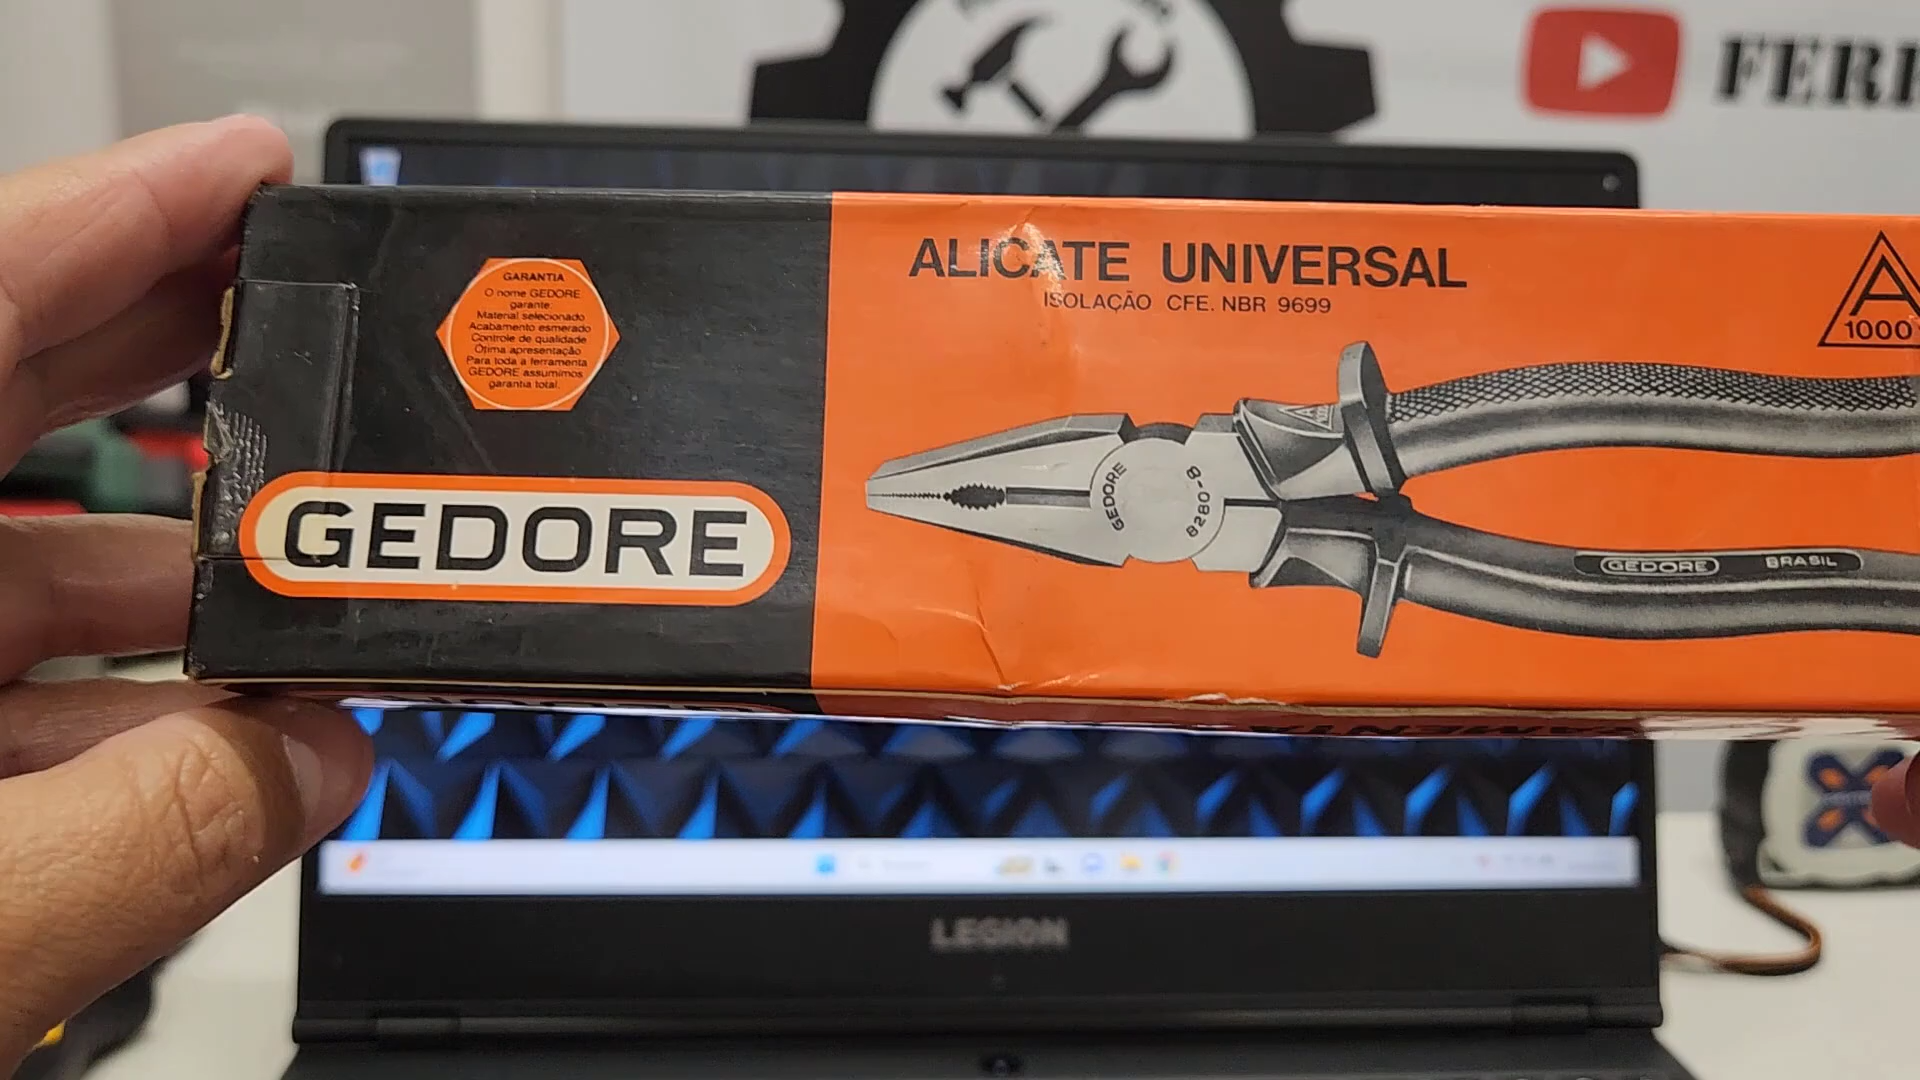 FERR
ALICATE UNIVERSAL
ISOLAÇÃO CFE. NBR 9699
A
1000
GARANTIA
O nome GEDORE
garante.
Material selecionado
Acabamento esmerado
Controle de qualidade
Ótima apresentação
Para toda a ferramenta
GEDORE assumimos
garantia total.
GEDORE
GEDORE
8280-8
GEDORE BRASIL
LEGION